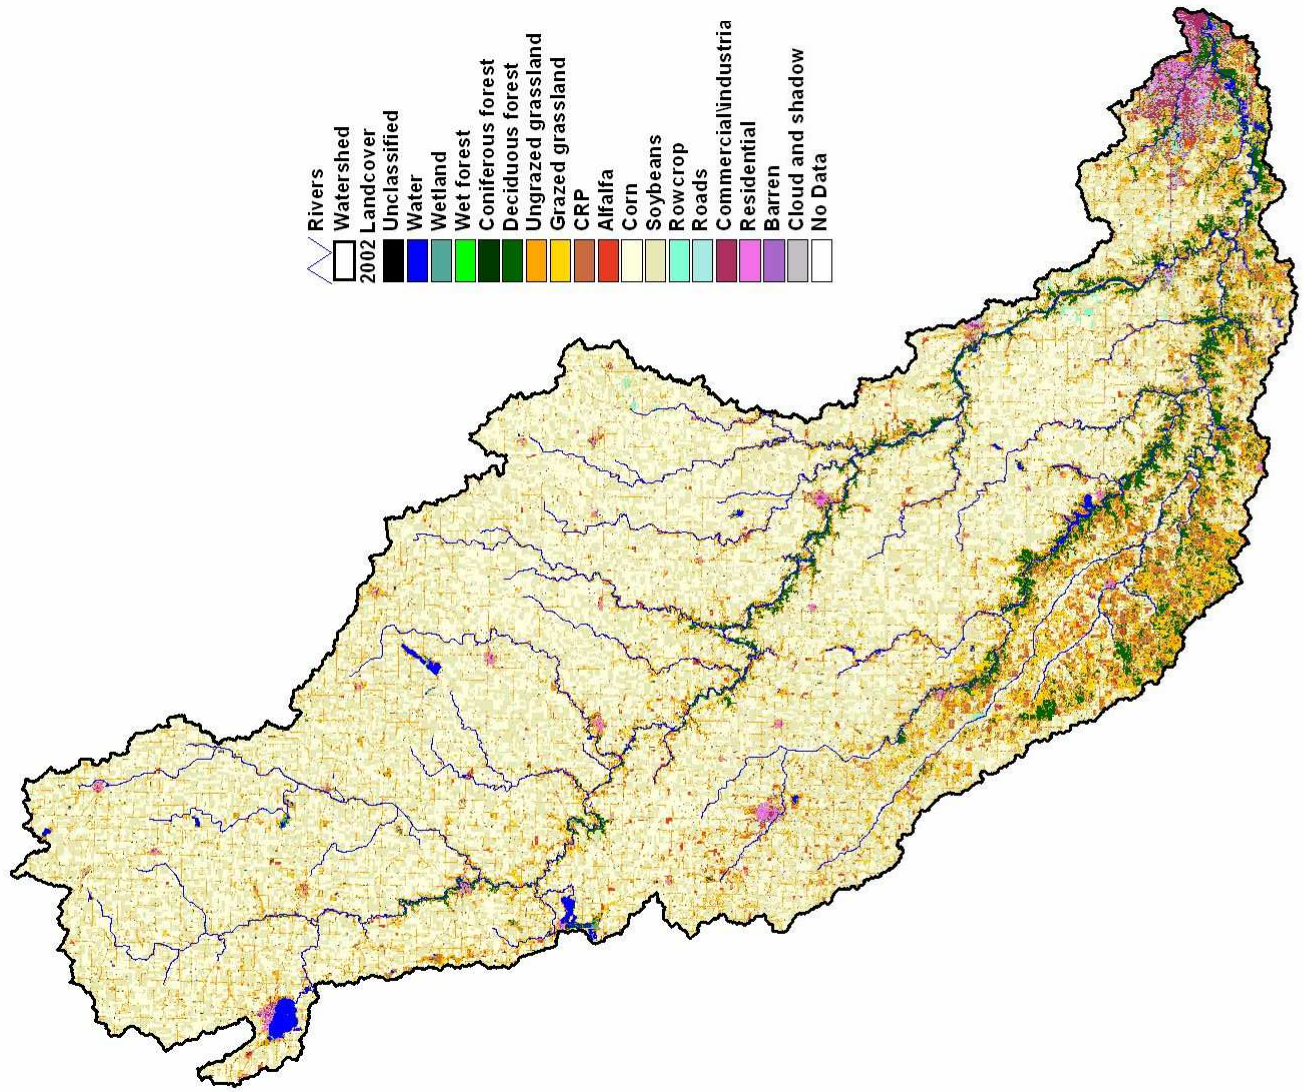 Rivers
Watershed
2002 Landcover
Unclassified
Water
Wetland
Wet forest
Coniferous forest
Deciduous forest
Ungrazed grassland
Grazed grassland
CRP
Alfalfa
Corn
Soybeans
Rowcrop
Roads
Commercial\industria
Residential
Barren
Cloud and shadow
No Data